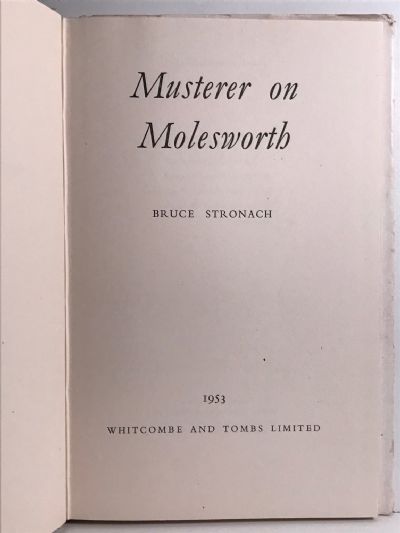 Musterer on
Molesworth
BRUCE STRONACH
1953
WHITCOMBE AND TOMBS LIMITED